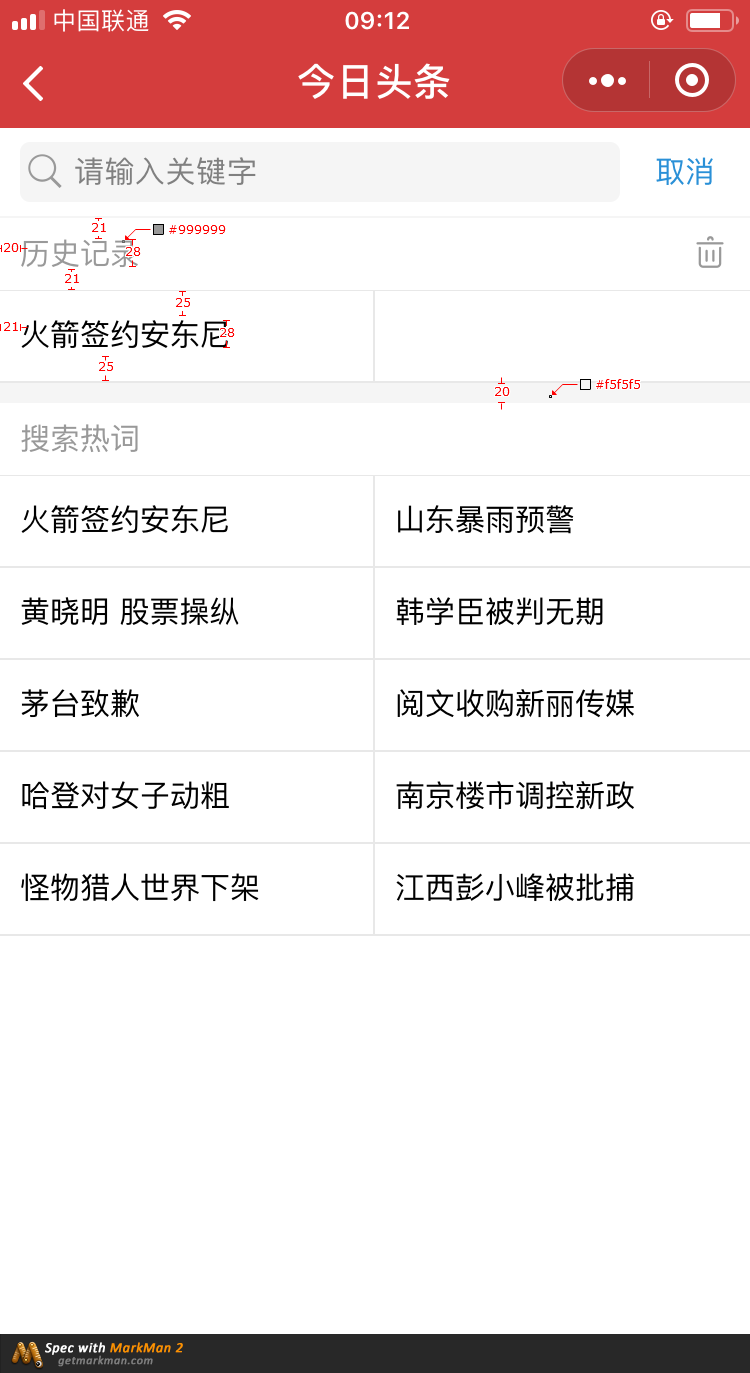 中国联通 09:12
今日头条
请输入关键字 取消
21 #999999
20 历史记录 28
21
25
21 火箭签约安东尼 28
25
20 #f5f5f5
搜索热词
火箭签约安东尼 山东暴雨预警
黄晓明 股票操纵 韩学臣被判无期
茅台致歉 阅文收购新丽传媒
哈登对女子动粗 南京楼市调控新政
怪物猎人世界下架 江西彭小峰被批捕
Spec with MarkMan 2
getmarkman.com